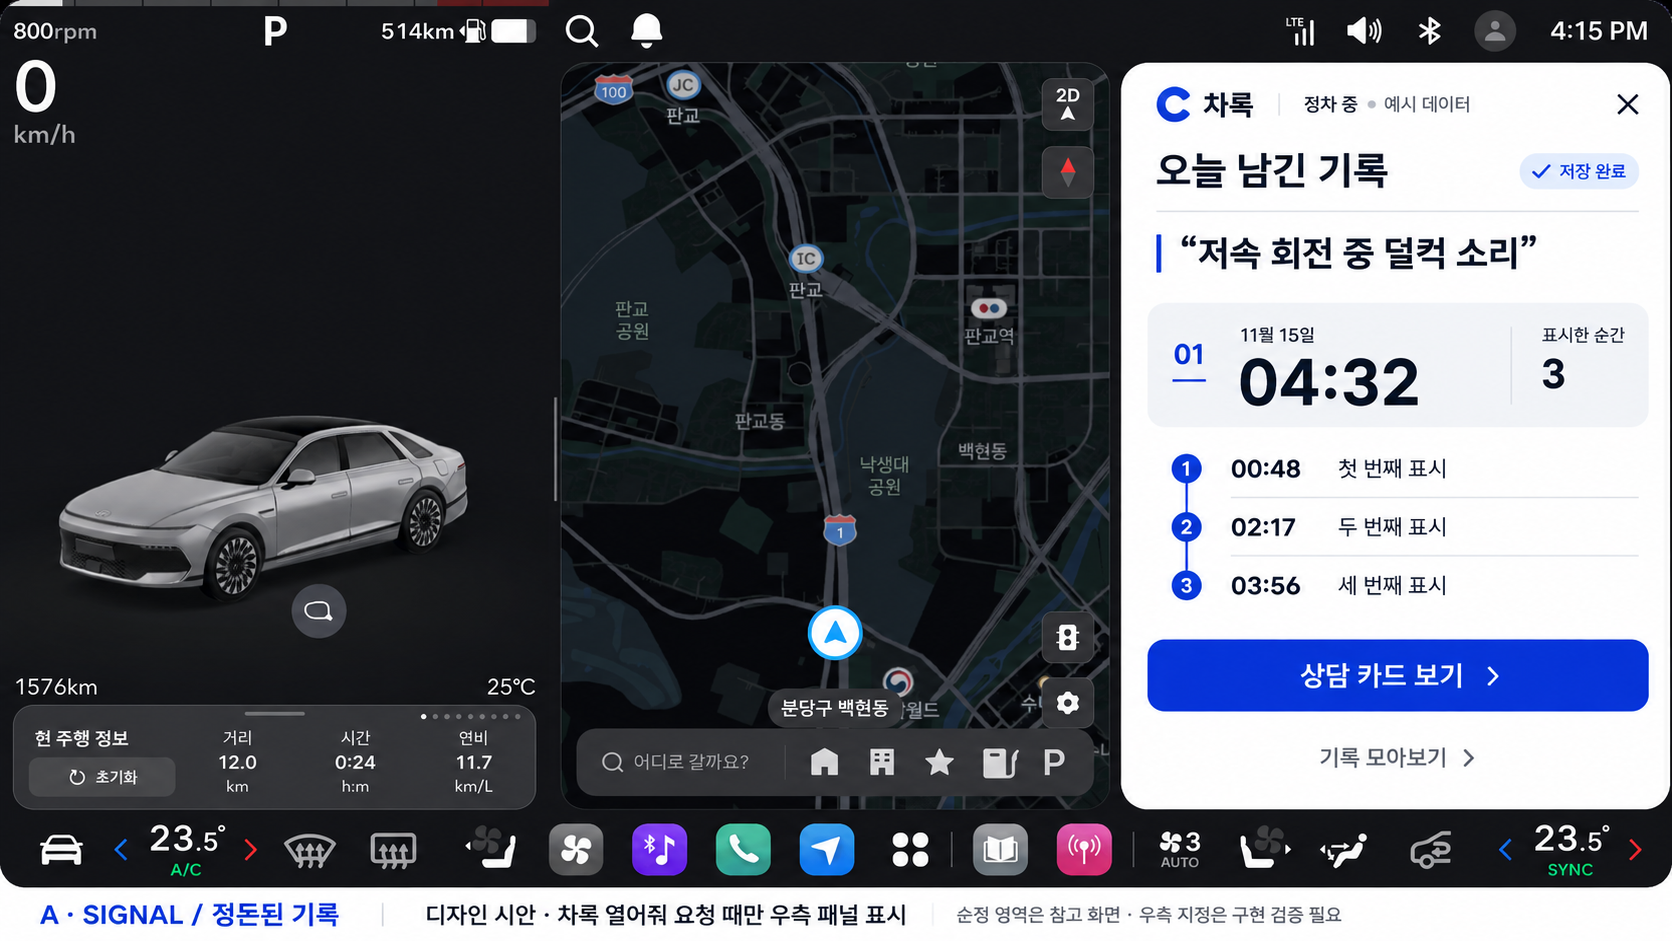 800rpm
P
514km
LTE
4:15 PM
0
km/h
1576km
25°C
현 주행 정보
초기화
거리
12.0
km
시간
0:24
h:m
연비
11.7
km/L
100
JC
판교
2D
IC
판교
판교
공원
판교역
판교동
백현동
낙생대
공원
1
분당구 백현동
월드
수
어디로 갈까요?
P
차록
정차 중 • 예시 데이터
오늘 남긴 기록
저장 완료
“저속 회전 중 덜컥 소리”
01
11월 15일
04:32
표시한 순간
3
1 00:48 첫 번째 표시
2 02:17 두 번째 표시
3 03:56 세 번째 표시
상담 카드 보기
기록 모아보기
23.5°
A/C
3
AUTO
23.5°
SYNC
A · SIGNAL / 정돈된 기록
디자인 시안 · 차록 열어줘 요청 때만 우측 패널 표시
순정 영역은 참고 화면 · 우측 지정은 구현 검증 필요